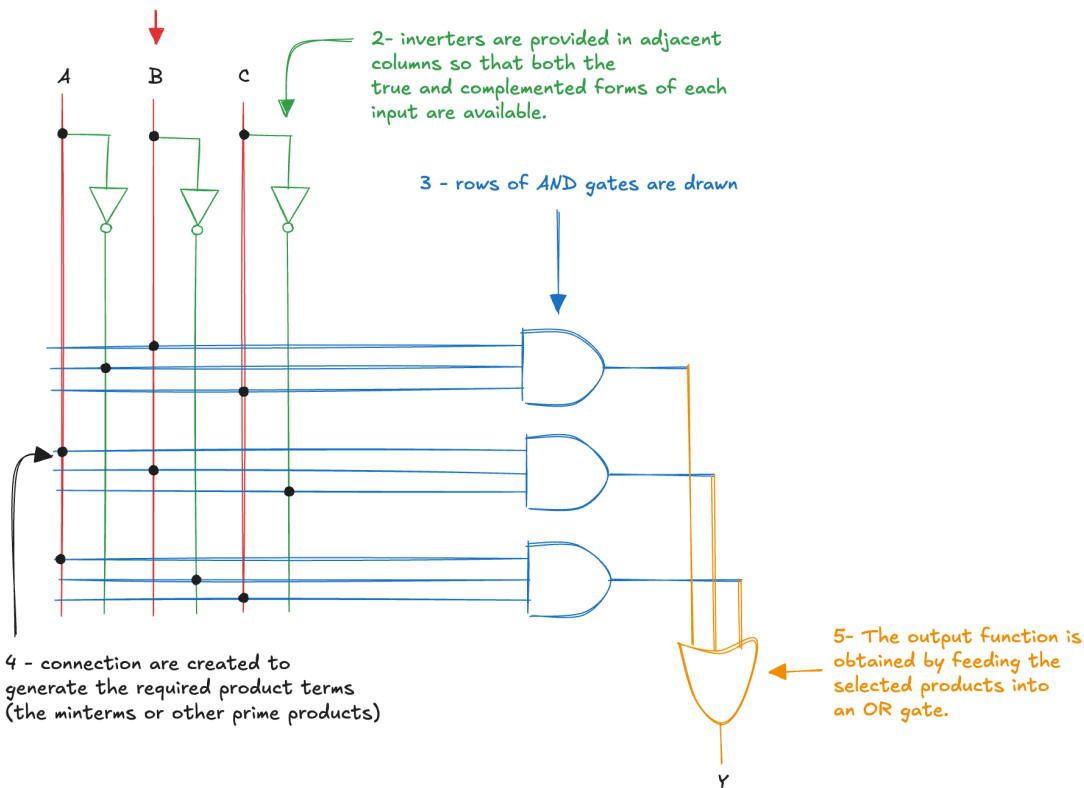 A
B
C
2- inverters are provided in adjacent
columns so that both the
true and complemented forms of each
input are available.
3 - rows of AND gates are drawn
4 - connection are created to
generate the required product terms
(the minterms or other prime products)
5- The output function is
obtained by feeding the
selected products into
an OR gate.
Y